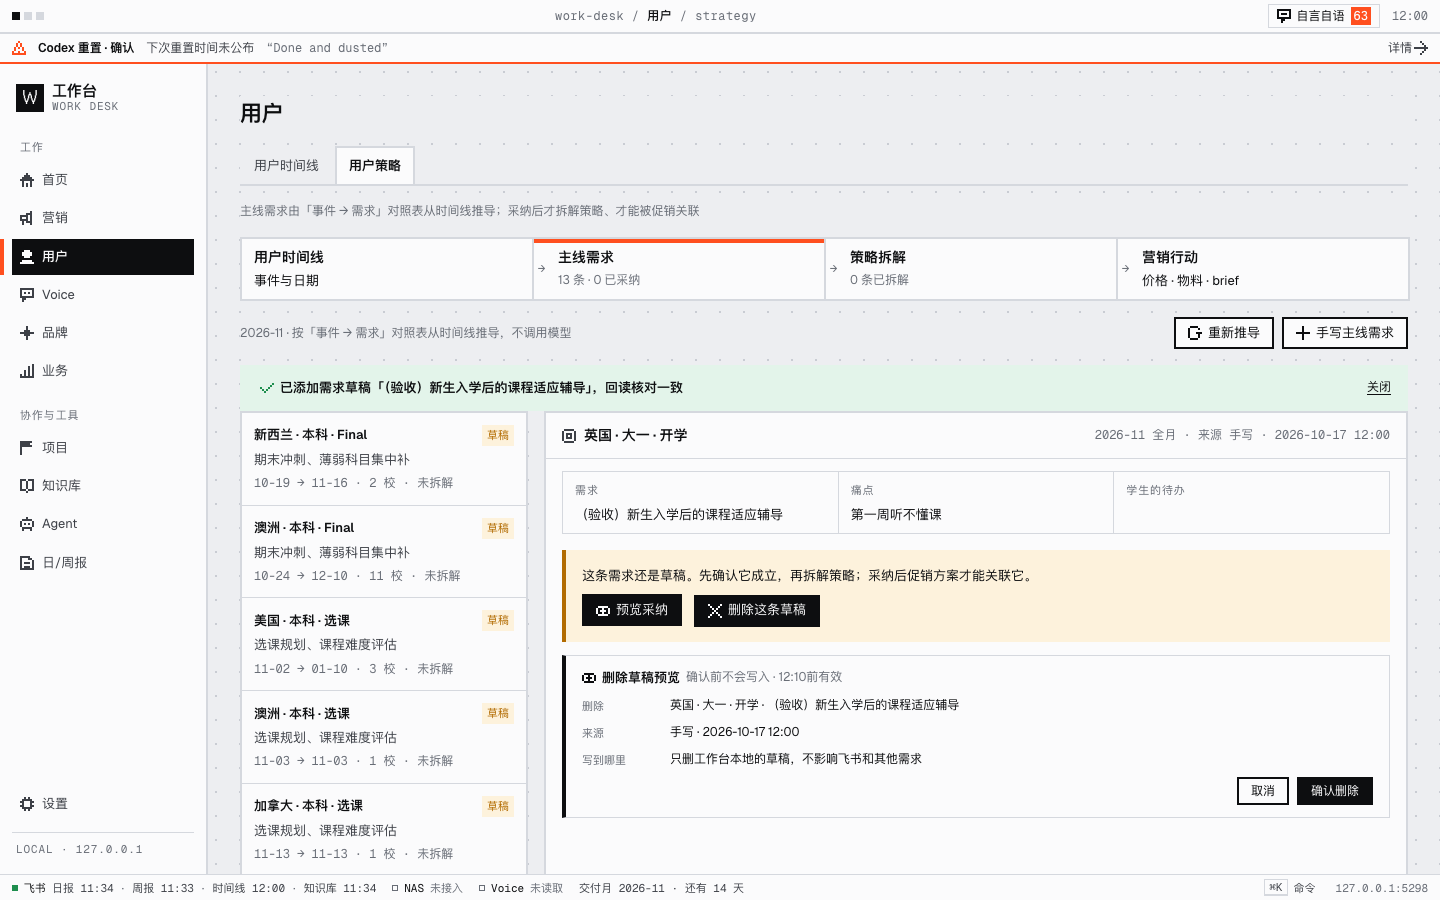 work-desk / 用户 / strategy
自言自语 63
12:00
Codex 重置 · 确认 下次重置时间未公布 “Done and dusted”
详情
W
工作台
WORK DESK
工作
首页
营销
用户
Voice
品牌
业务
协作与工具
项目
知识库
Agent
日/周报
设置
LOCAL · 127.0.0.1
用户
用户时间线
用户策略
主线需求由「事件 → 需求」对照表从时间线推导；采纳后才拆解策略、才能被促销关联
用户时间线
事件与日期
→
主线需求
13 条 · 0 已采纳
→
策略拆解
0 条已拆解
→
营销行动
价格 · 物料 · brief
2026-11 · 按「事件 → 需求」对照表从时间线推导，不调用模型
重新推导
手写主线需求
已添加需求草稿「（验收）新生入学后的课程适应辅导」，回读核对一致
关闭
新西兰 · 本科 · Final 草稿
期末冲刺、薄弱科目集中补
10-19 → 11-16 · 2 校 · 未拆解
澳洲 · 本科 · Final 草稿
期末冲刺、薄弱科目集中补
10-24 → 12-10 · 11 校 · 未拆解
美国 · 本科 · 选课 草稿
选课规划、课程难度评估
11-02 → 01-10 · 3 校 · 未拆解
澳洲 · 本科 · 选课 草稿
选课规划、课程难度评估
11-03 → 11-03 · 1 校 · 未拆解
加拿大 · 本科 · 选课 草稿
选课规划、课程难度评估
11-13 → 11-13 · 1 校 · 未拆解
英国 · 大一 · 开学
2026-11 全月 · 来源 手写 · 2026-10-17 12:00
需求
（验收）新生入学后的课程适应辅导
痛点
第一周听不懂课
学生的待办
这条需求还是草稿。先确认它成立，再拆解策略；采纳后促销方案才能关联它。
预览采纳
删除这条草稿
删除草稿预览 确认前不会写入 · 12:10前有效
删除 英国 · 大一 · 开学 · （验收）新生入学后的课程适应辅导
来源 手写 · 2026-10-17 12:00
写到哪里 只删工作台本地的草稿，不影响飞书和其他需求
取消
确认删除
飞书 日报 11:34 · 周报 11:33 · 时间线 12:00 · 知识库 11:34
NAS 未接入
Voice 未读取
交付月 2026-11 · 还有 14 天
⌘K 命令
127.0.0.1:5298